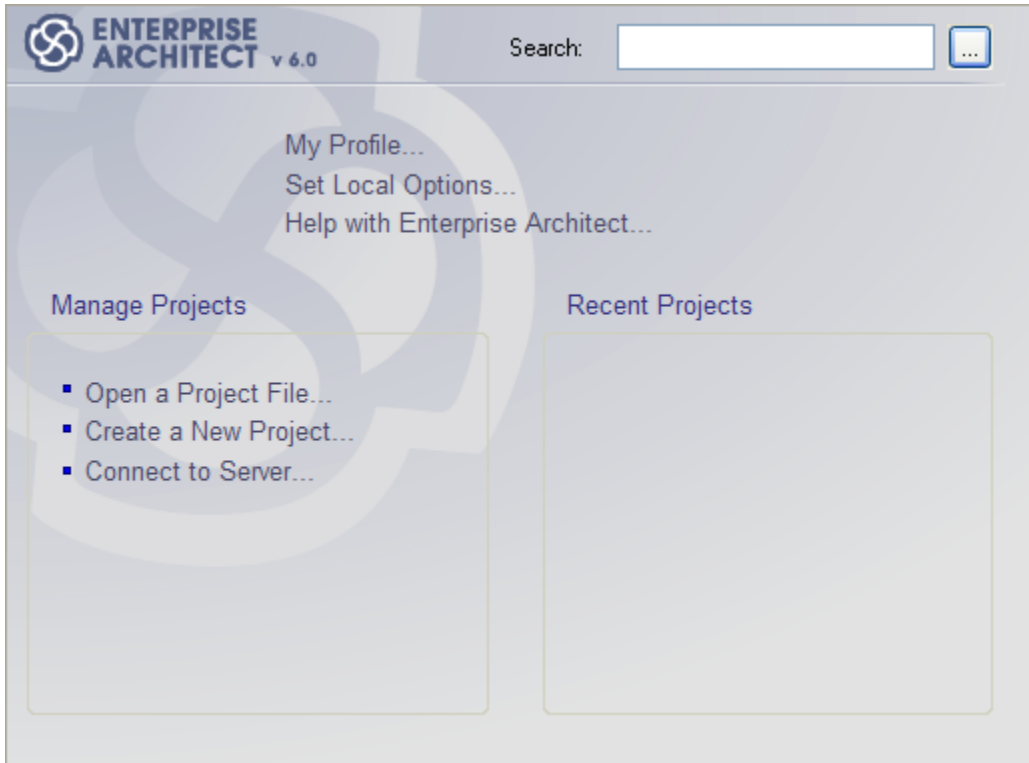 ENTERPRISE
ARCHITECT v 6.0
Search:
...
My Profile...
Set Local Options...
Help with Enterprise Architect...
Manage Projects
Recent Projects
Open a Project File...
Create a New Project...
Connect to Server...